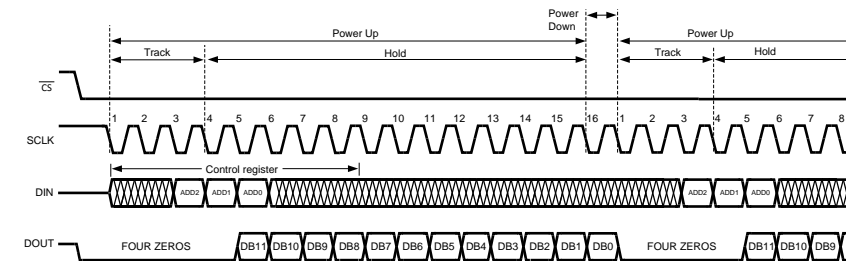 Power
Down
Power Up
Power Up
Track
Hold
Track
Hold
CS
1 2 3 4 5 6 7 8 9 10 11 12 13 14 15 16 1 2 3 4 5 6 7 8
SCLK
Control register
DIN
ADD2 ADD1 ADD0 ADD2 ADD1 ADD0
DOUT
FOUR ZEROS DB11 DB10 DB9 DB8 DB7 DB6 DB5 DB4 DB3 DB2 DB1 DB0 FOUR ZEROS DB11 DB10 DB9